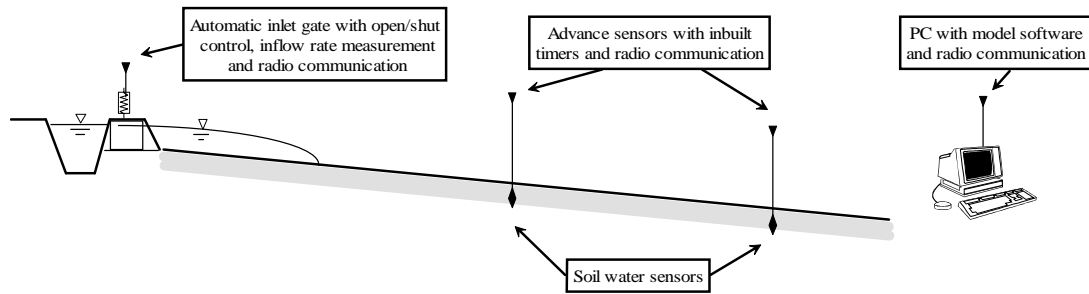 Automatic inlet gate with open/shut
control, inflow rate measurement
and radio communication
Advance sensors with inbuilt
timers and radio communication
PC with model software
and radio communication
Soil water sensors